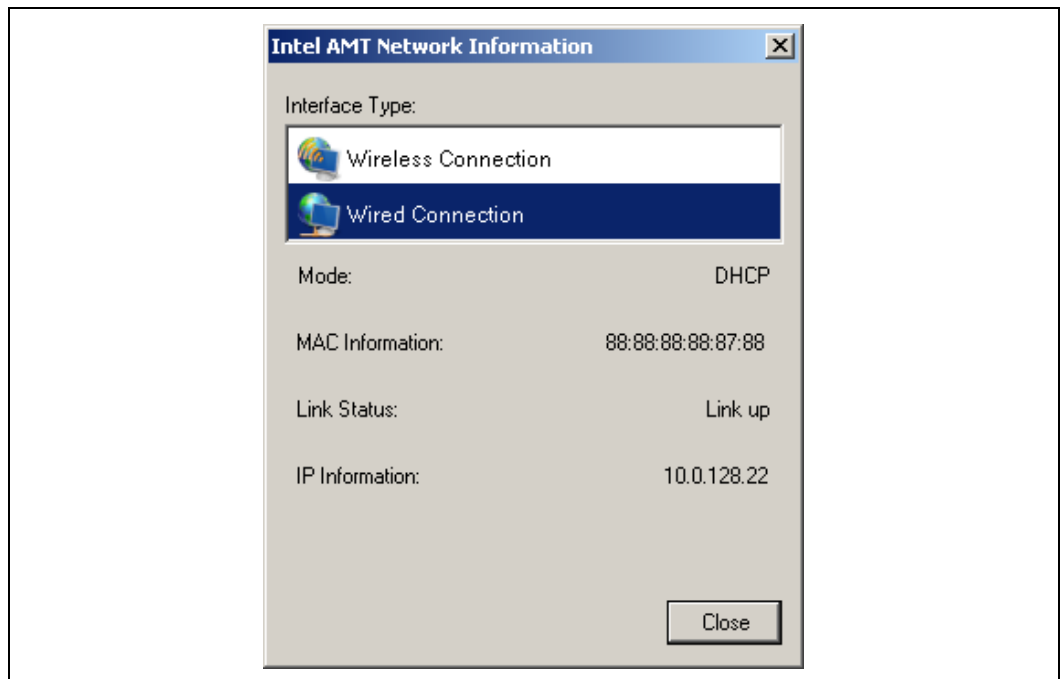 Intel AMT Network Information
Interface Type:
Wireless Connection
Wired Connection
Mode: DHCP
MAC Information: 88:88:88:88:87:88
Link Status: Link up
IP Information: 10.0.128.22
Close